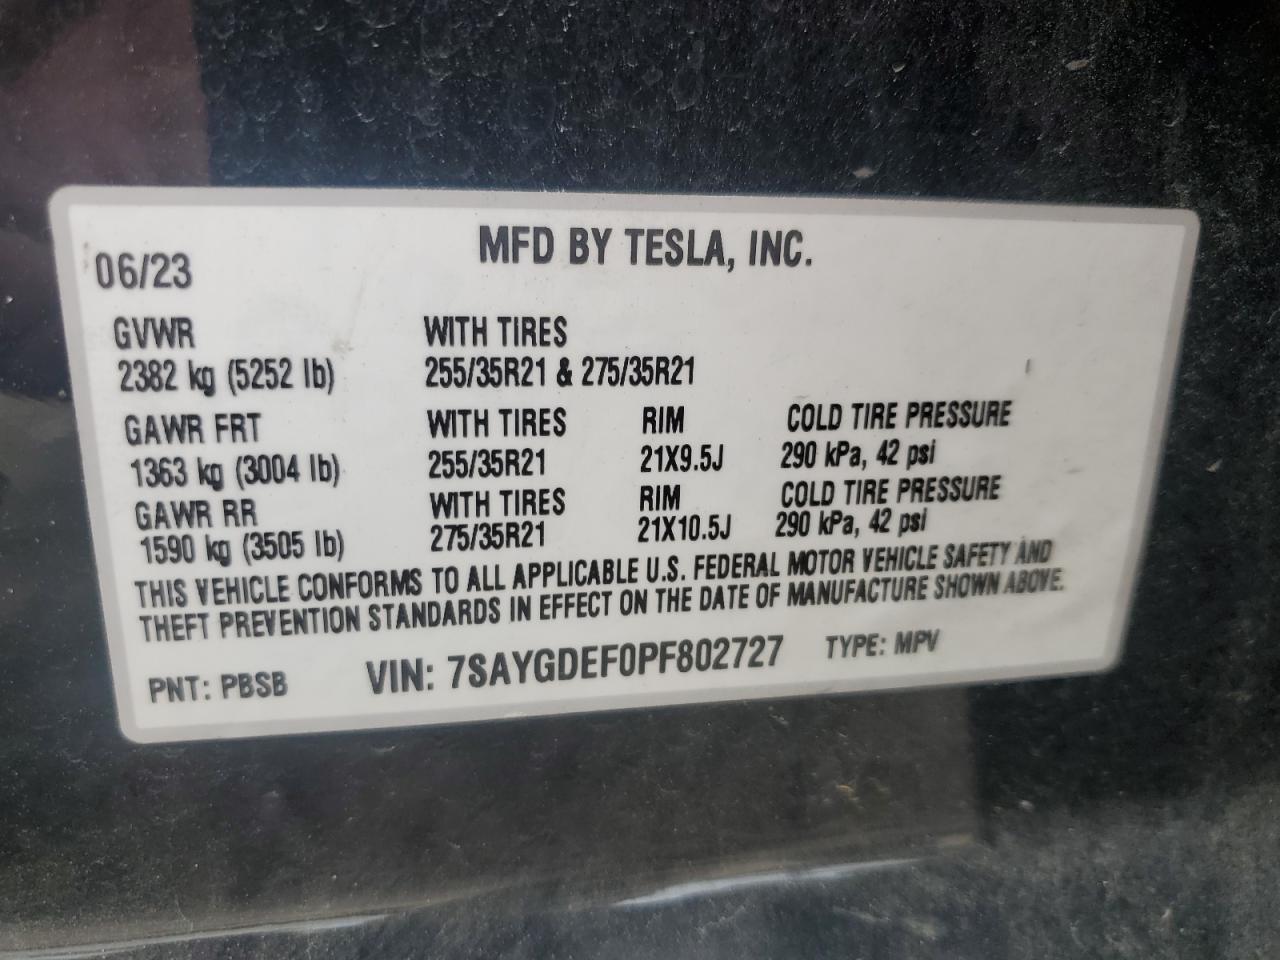 MFD BY TESLA, INC.
06/23
GVWR WITH TIRES
2382 kg (5252 lb) 255/35R21 & 275/35R21
GAWR FRT WITH TIRES RIM COLD TIRE PRESSURE
1363 kg (3004 lb) 255/35R21 21X9.5J 290 kPa, 42 psi
GAWR RR WITH TIRES RIM COLD TIRE PRESSURE
1590 kg (3505 lb) 275/35R21 21X10.5J 290 kPa, 42 psi
THIS VEHICLE CONFORMS TO ALL APPLICABLE U.S. FEDERAL MOTOR VEHICLE SAFETY AND
THEFT PREVENTION STANDARDS IN EFFECT ON THE DATE OF MANUFACTURE SHOWN ABOVE.
PNT: PBSB VIN: 7SAYGDEF0PF802727 TYPE: MPV